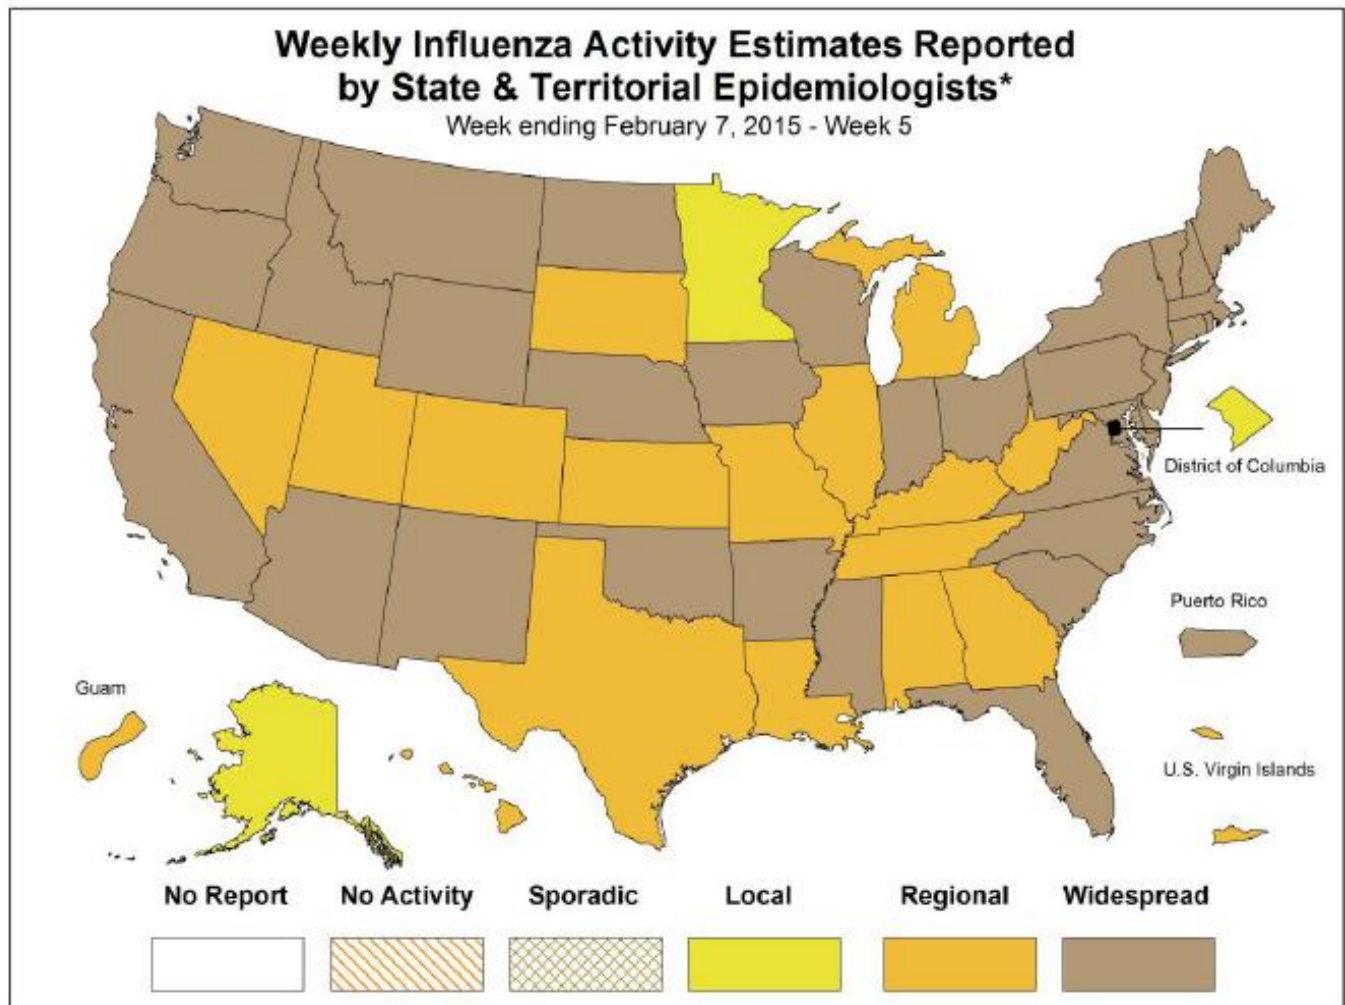 Weekly Influenza Activity Estimates Reported
by State & Territorial Epidemiologists*
Week ending February 7, 2015 - Week 5
District of Columbia
Puerto Rico
Guam
U.S. Virgin Islands
No Report
No Activity
Sporadic
Local
Regional
Widespread